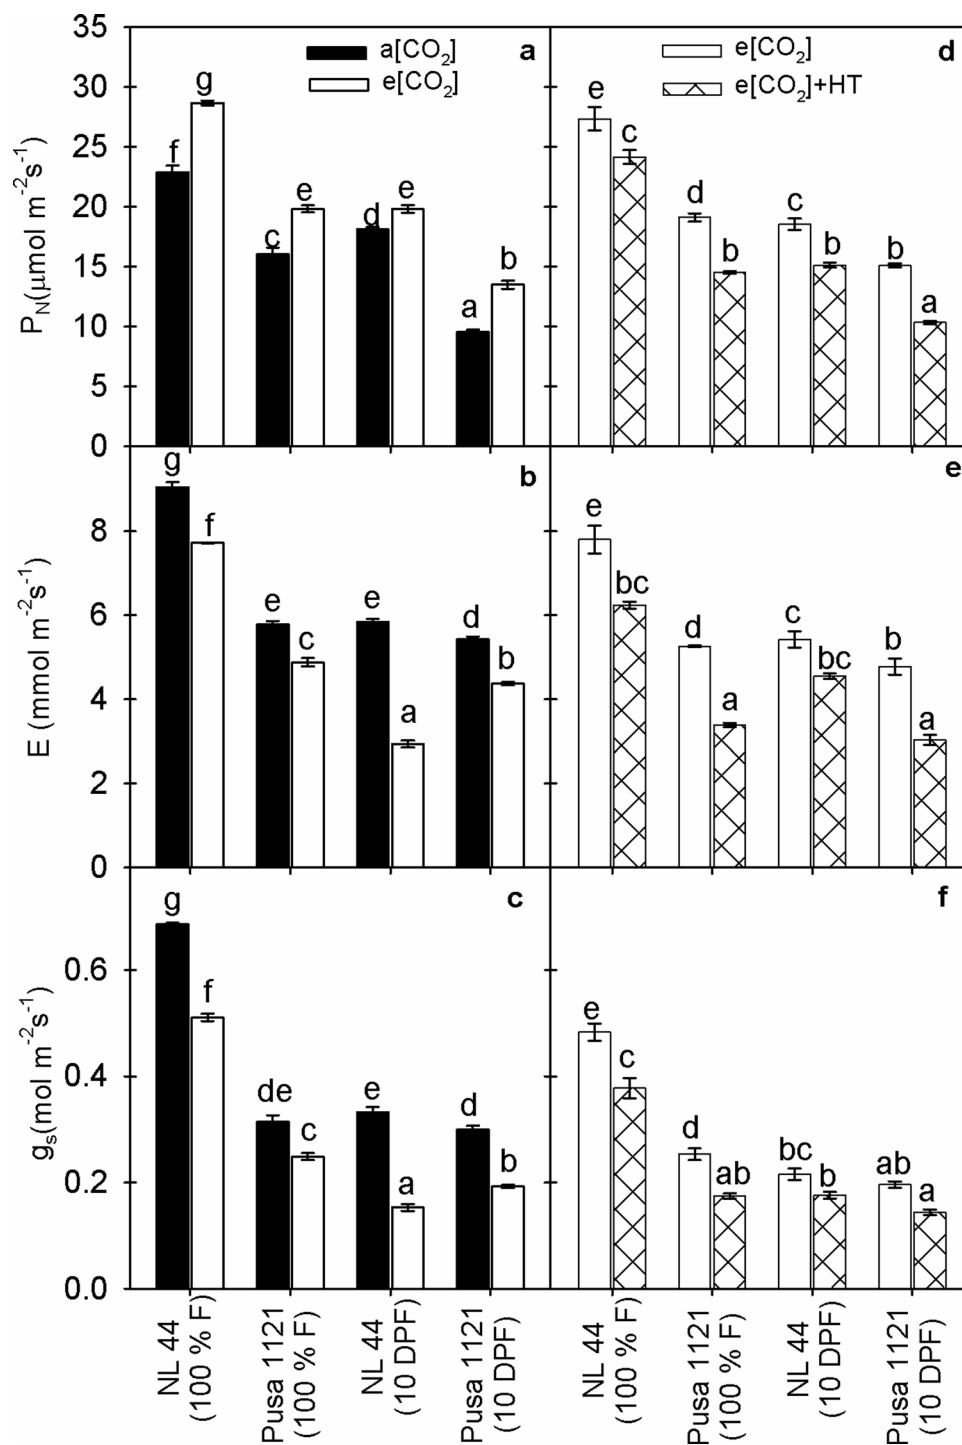 a[CO2]
e[CO2]
a
e[CO2]
e[CO2]+HT
d
PN(µmol m-2s-1)
35
30
25
20
15
10
5
0
f
g
c
e
d
e
a
b
e
c
d
b
c
b
b
a
b
e
E (mmol m-2s-1)
8
6
4
2
0
g
f
e
c
e
a
d
b
e
bc
d
a
c
bc
b
a
c
f
gs(mol m-2s-1)
0.6
0.4
0.2
0.0
g
f
de
c
e
a
d
b
e
c
d
ab
bc
b
ab
a
NL 44
(100 % F)
Pusa 1121
(100 % F)
NL 44
(10 DPF)
Pusa 1121
(10 DPF)
NL 44
(100 % F)
Pusa 1121
(100 % F)
NL 44
(10 DPF)
Pusa 1121
(10 DPF)